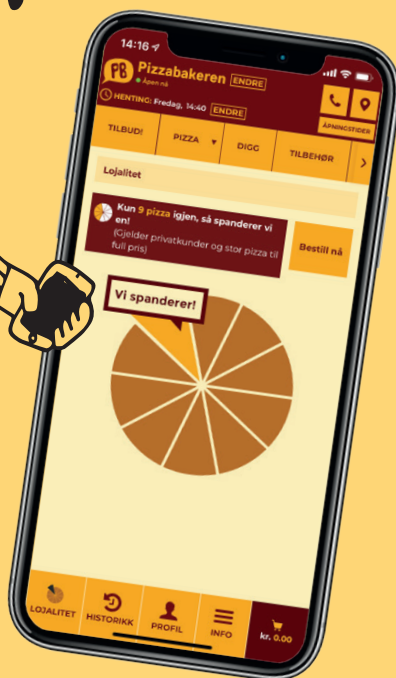 14:16
PB Pizzabakeren ENDRE
Åpen nå
HENTING: Fredag, 14:40 ENDRE
ÅPNINGSTIDER
TILBUD! PIZZA DIGG TILBEHØR
Lojalitet
Kun 9 pizza igjen, så spanderer vi
en!
(Gjelder privatkunder og stor pizza til
full pris)
Bestill nå
Vi spanderer!
LOJALITET HISTORIKK PROFIL INFO kr. 0.00